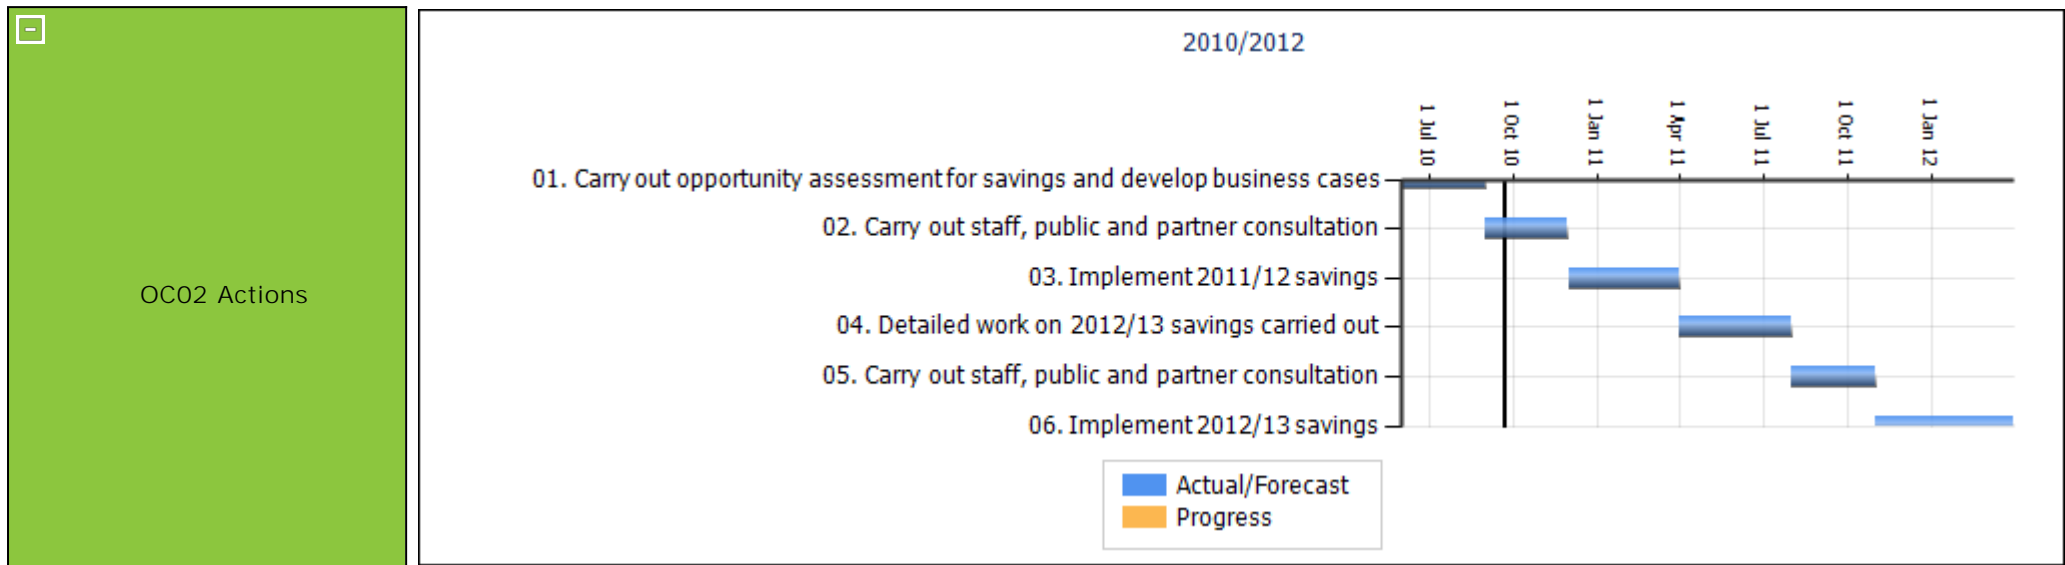 OC02 Actions
2010/2012
1 Jul 10
1 Oct 10
1 Jan 11
1 Apr 11
1 Jul 11
1 Oct 11
1 Jan 12
01. Carry out opportunity assessment for savings and develop business cases
02. Carry out staff, public and partner consultation
03. Implement 2011/12 savings
04. Detailed work on 2012/13 savings carried out
05. Carry out staff, public and partner consultation
06. Implement 2012/13 savings
Actual/Forecast
Progress